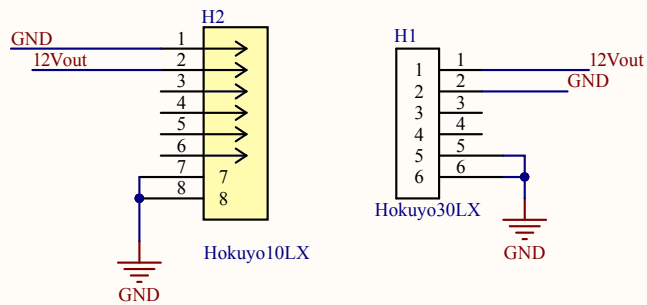 H2
GND 1
12Vout 2
3
4
5
6
7 7
8 8
Hokuyo10LX
GND
H1
1 1 12Vout
2 2 GND
3 3
4 4
5 5
6 6
Hokuyo30LX
GND